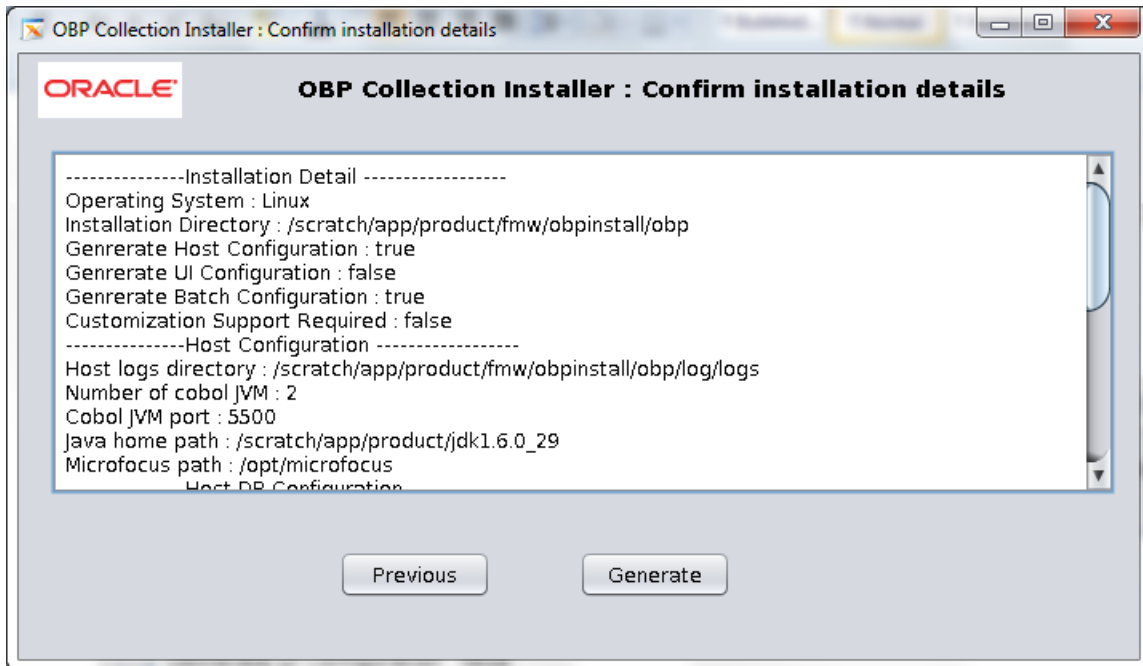 OBP Collection Installer : Confirm installation details
ORACLE
OBP Collection Installer : Confirm installation details
---------------Installation Detail ------------------
Operating System : Linux
Installation Directory : /scratch/app/product/fmw/obpinstall/obp
Genrerate Host Configuration : true
Genrerate UI Configuration : false
Genrerate Batch Configuration : true
Customization Support Required : false
---------------Host Configuration ------------------
Host logs directory : /scratch/app/product/fmw/obpinstall/obp/log/logs
Number of cobol JVM : 2
Cobol JVM port : 5500
Java home path : /scratch/app/product/jdk1.6.0_29
Microfocus path : /opt/microfocus
Host DB Configuration
Previous
Generate